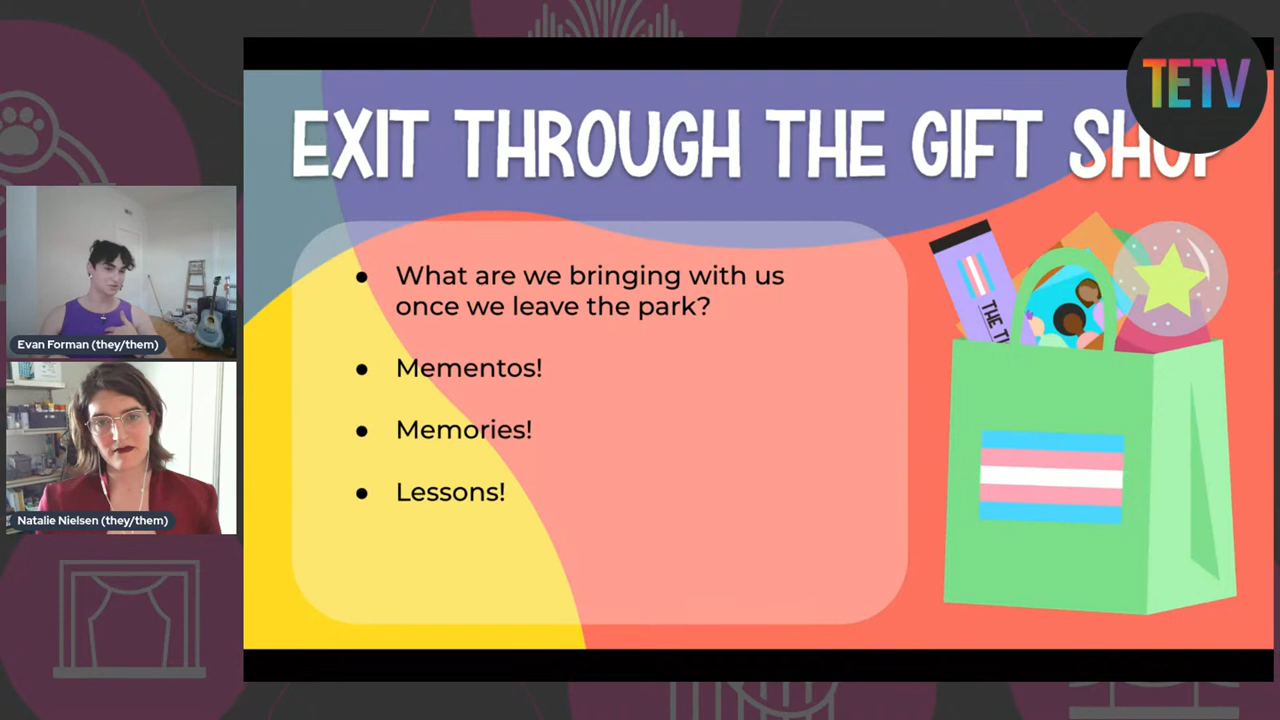 TETV
EXIT THROUGH THE GIFT SHOP
What are we bringing with us
once we leave the park?
Mementos!
Memories!
Lessons!
THE
Evan Forman (they/them)
Natalie Nielsen (they/them)